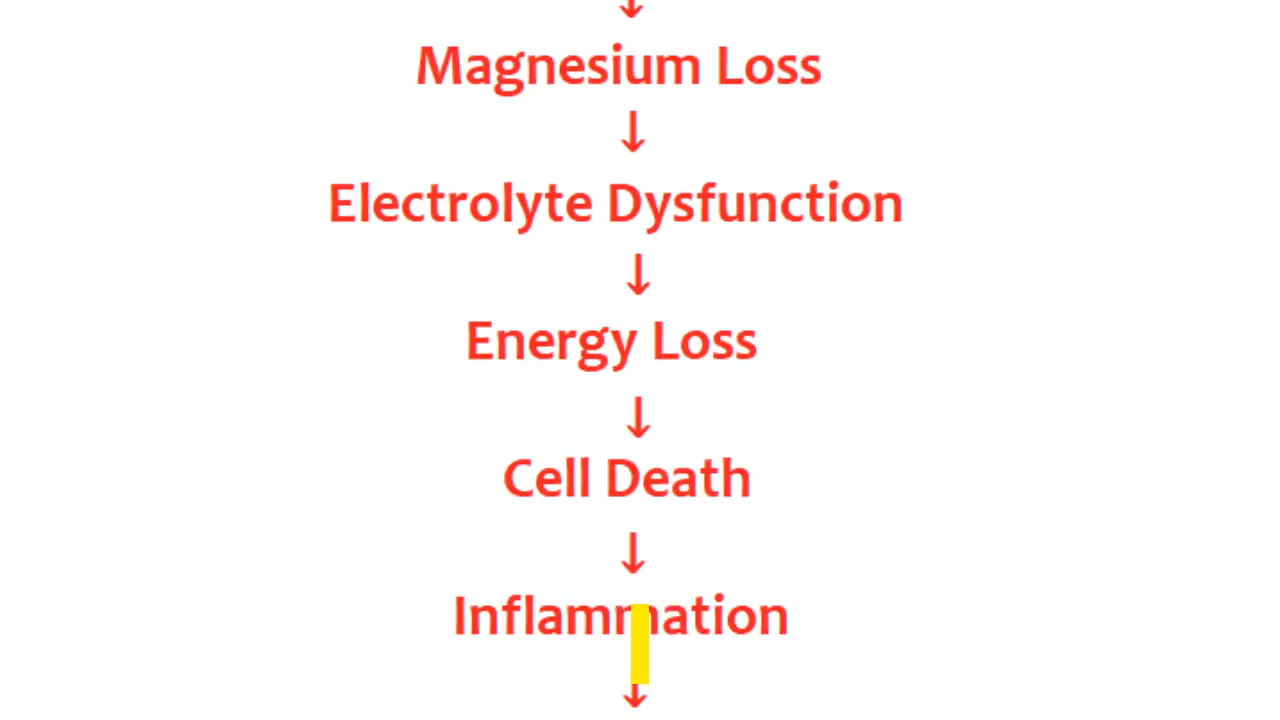 ↓
Magnesium Loss
↓
Electrolyte Dysfunction
↓
Energy Loss
↓
Cell Death
↓
Inflammation
↓